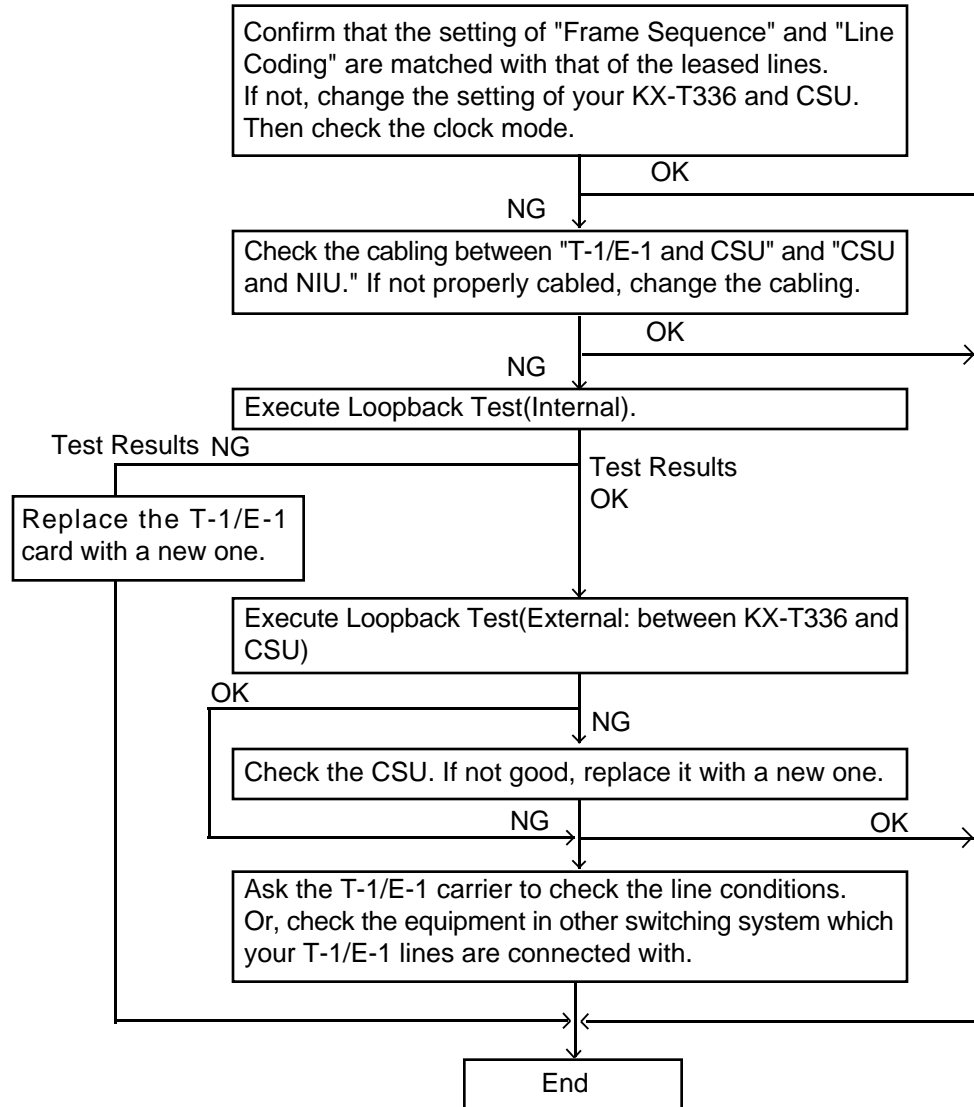 Confirm that the setting of "Frame Sequence" and "Line
Coding" are matched with that of the leased lines.
If not, change the setting of your KX-T336 and CSU.
Then check the clock mode.
OK
NG
Check the cabling between "T-1/E-1 and CSU" and "CSU
and NIU." If not properly cabled, change the cabling.
OK
NG
Execute Loopback Test(Internal).
Test Results NG
Test Results
OK
Replace the T-1/E-1
card with a new one.
Execute Loopback Test(External: between KX-T336 and
CSU)
OK
NG
Check the CSU. If not good, replace it with a new one.
NG
OK
Ask the T-1/E-1 carrier to check the line conditions.
Or, check the equipment in other switching system which
your T-1/E-1 lines are connected with.
End